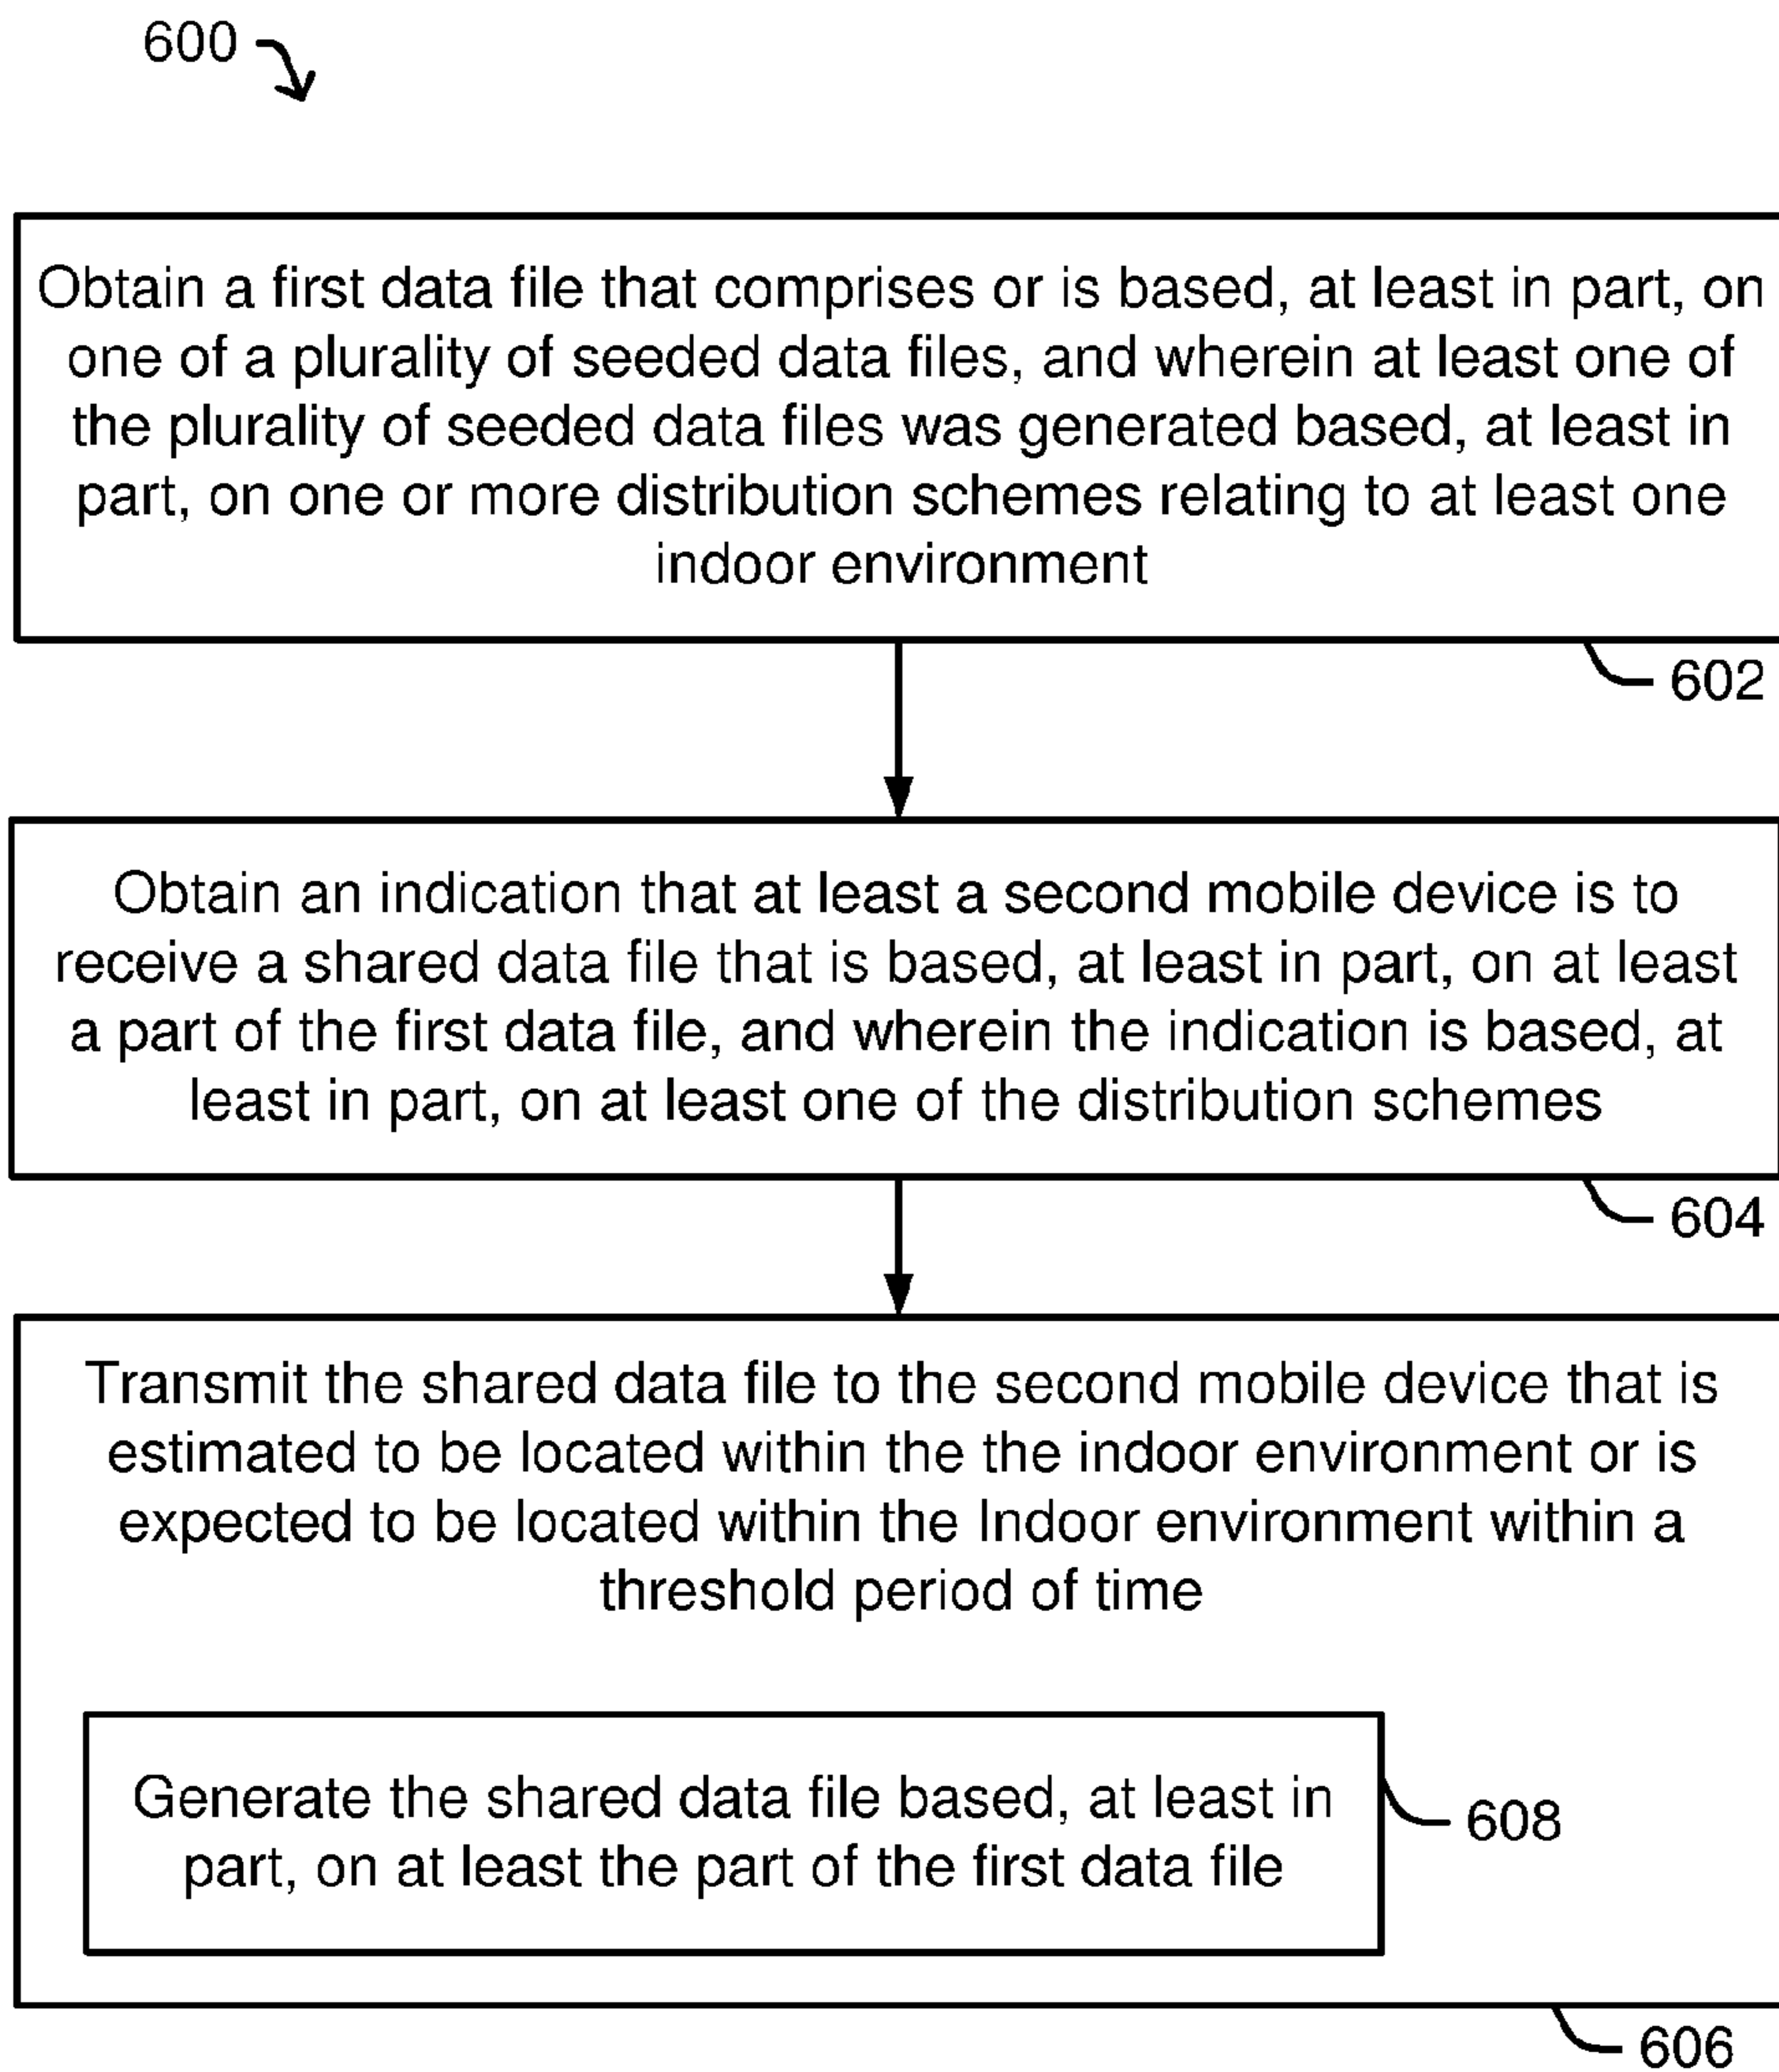 600
Obtain a first data file that comprises or is based, at least in part, on
one of a plurality of seeded data files, and wherein at least one of
the plurality of seeded data files was generated based, at least in
part, on one or more distribution schemes relating to at least one
indoor environment
602
Obtain an indication that at least a second mobile device is to
receive a shared data file that is based, at least in part, on at least
a part of the first data file, and wherein the indication is based, at
least in part, on at least one of the distribution schemes
604
Transmit the shared data file to the second mobile device that is
estimated to be located within the the indoor environment or is
expected to be located within the Indoor environment within a
threshold period of time
Generate the shared data file based, at least in
part, on at least the part of the first data file
608
606